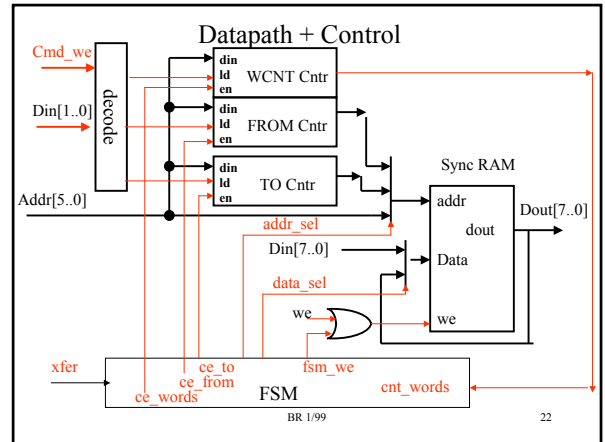 Datapath + Control
Cmd_we
Din[1..0]
decode
din
ld
en
WCNT Cntr
din
ld
en
FROM Cntr
din
ld
en
TO Cntr
Addr[5..0]
Sync RAM
addr
dout
Data
we
Dout[7..0]
addr_sel
Din[7..0]
data_sel
we
xfer
ce_to
ce_from
ce_words
fsm_we
cnt_words
FSM
BR 1/99
22